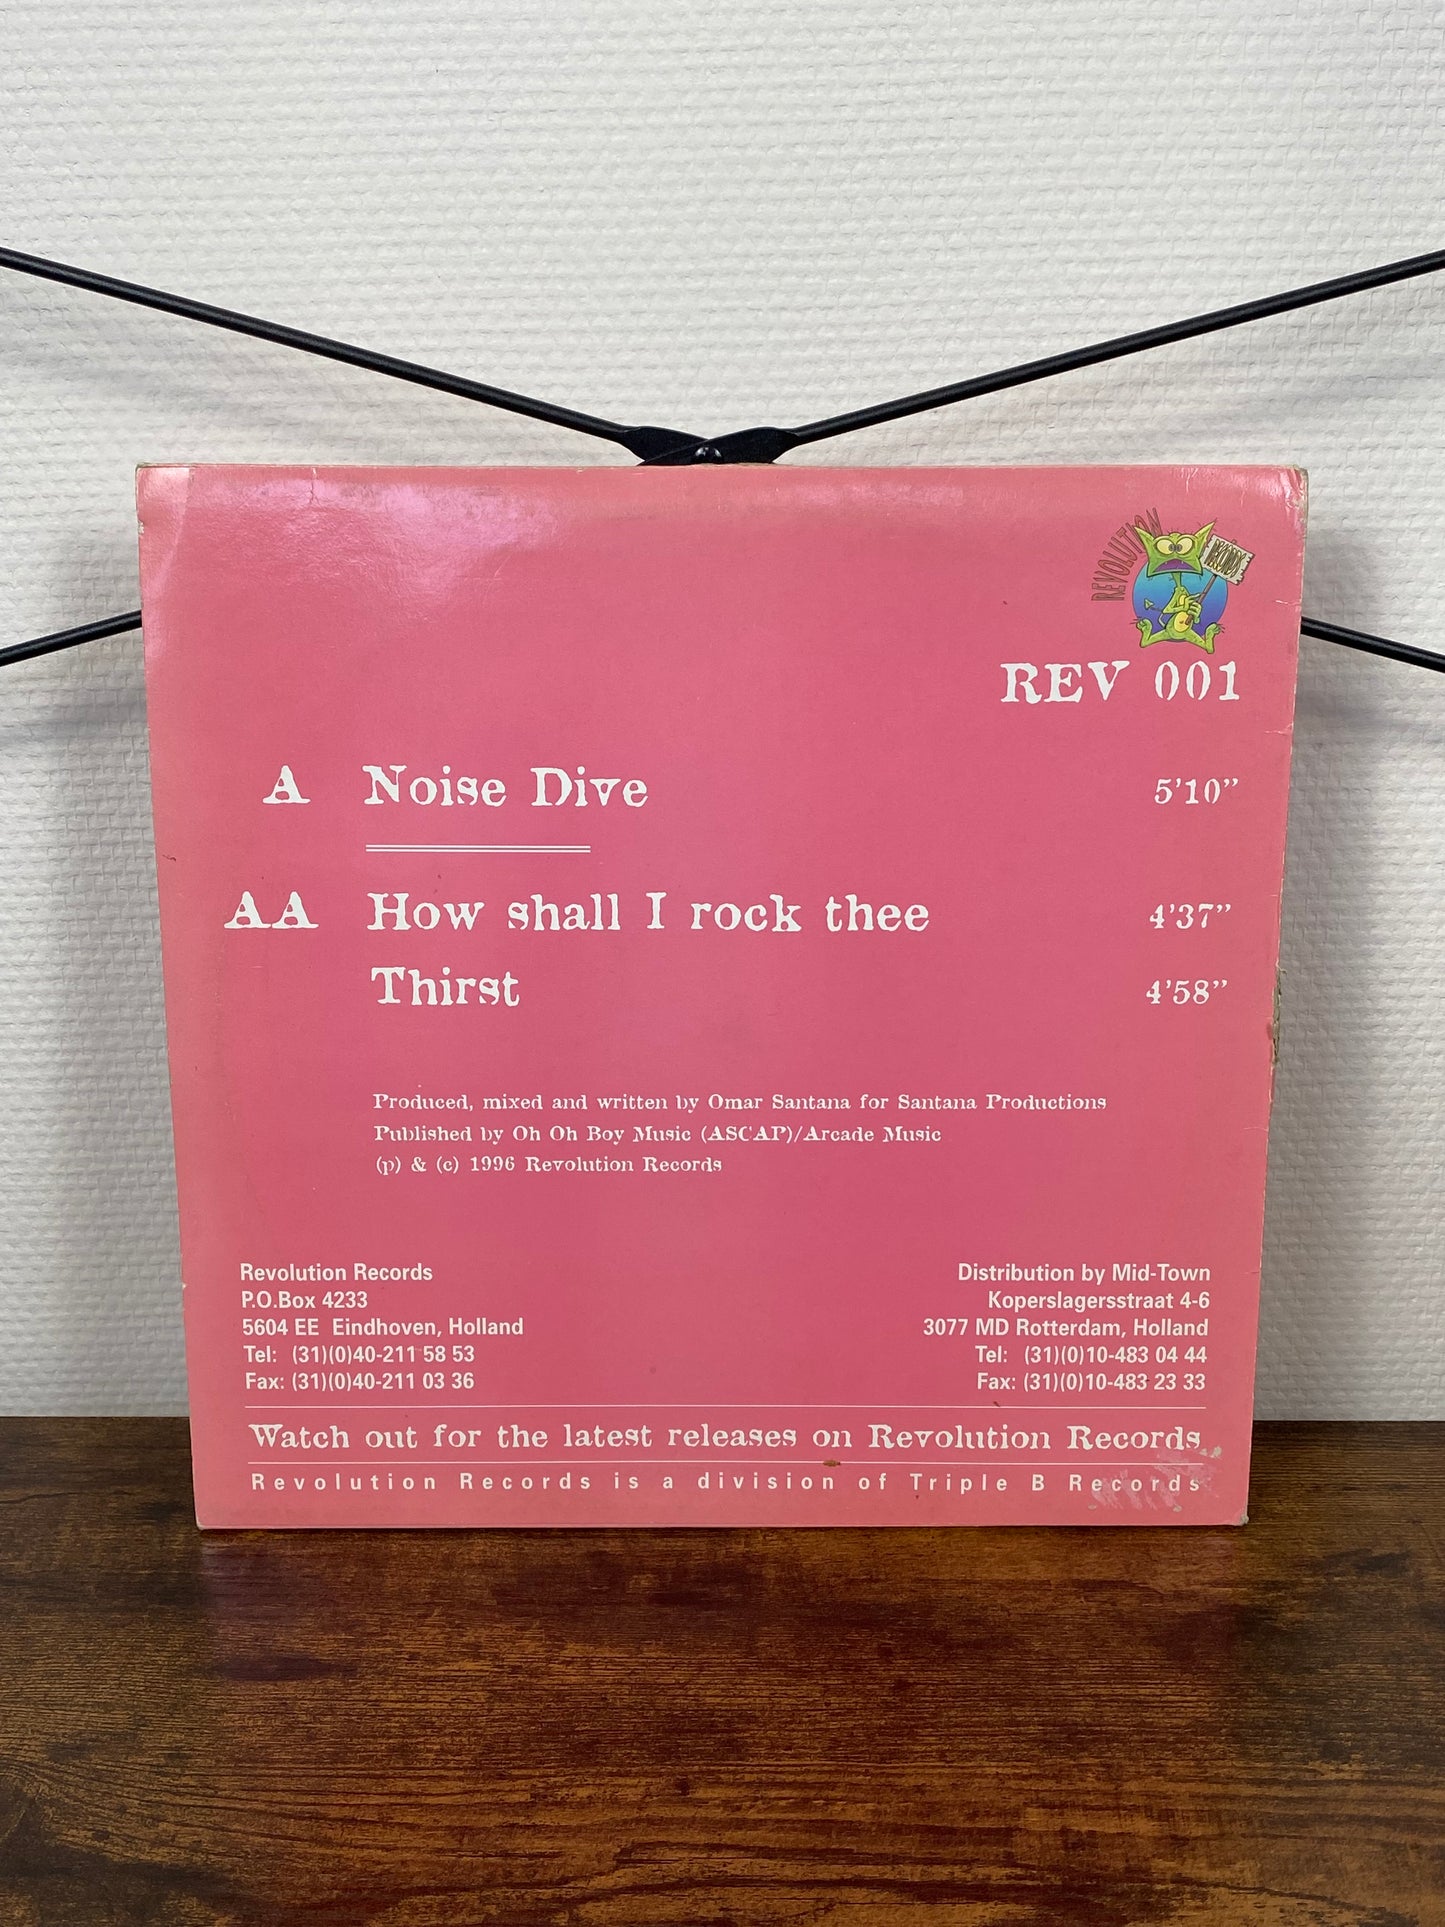 REVOLUTION
RECORDS
REV 001
A Noise Dive 5'10”
AA How shall I rock thee 4'37”
Thirst 4'58”
Produced, mixed and written by Omar Santana for Santana Productions
Published by Oh Oh Boy Music (ASCAP)/Arcade Music
(p) & (c) 1996 Revolution Records
Revolution Records
P.O.Box 4233
5604 EE Eindhoven, Holland
Tel: (31)(0)40-211 58 53
Fax: (31)(0)40-211 03 36
Distribution by Mid-Town
Koperslagersstraat 4-6
3077 MD Rotterdam, Holland
Tel: (31)(0)10-483 04 44
Fax: (31)(0)10-483 23 33
Watch out for the latest releases on Revolution Records
Revolution Records is a division of Triple B Records